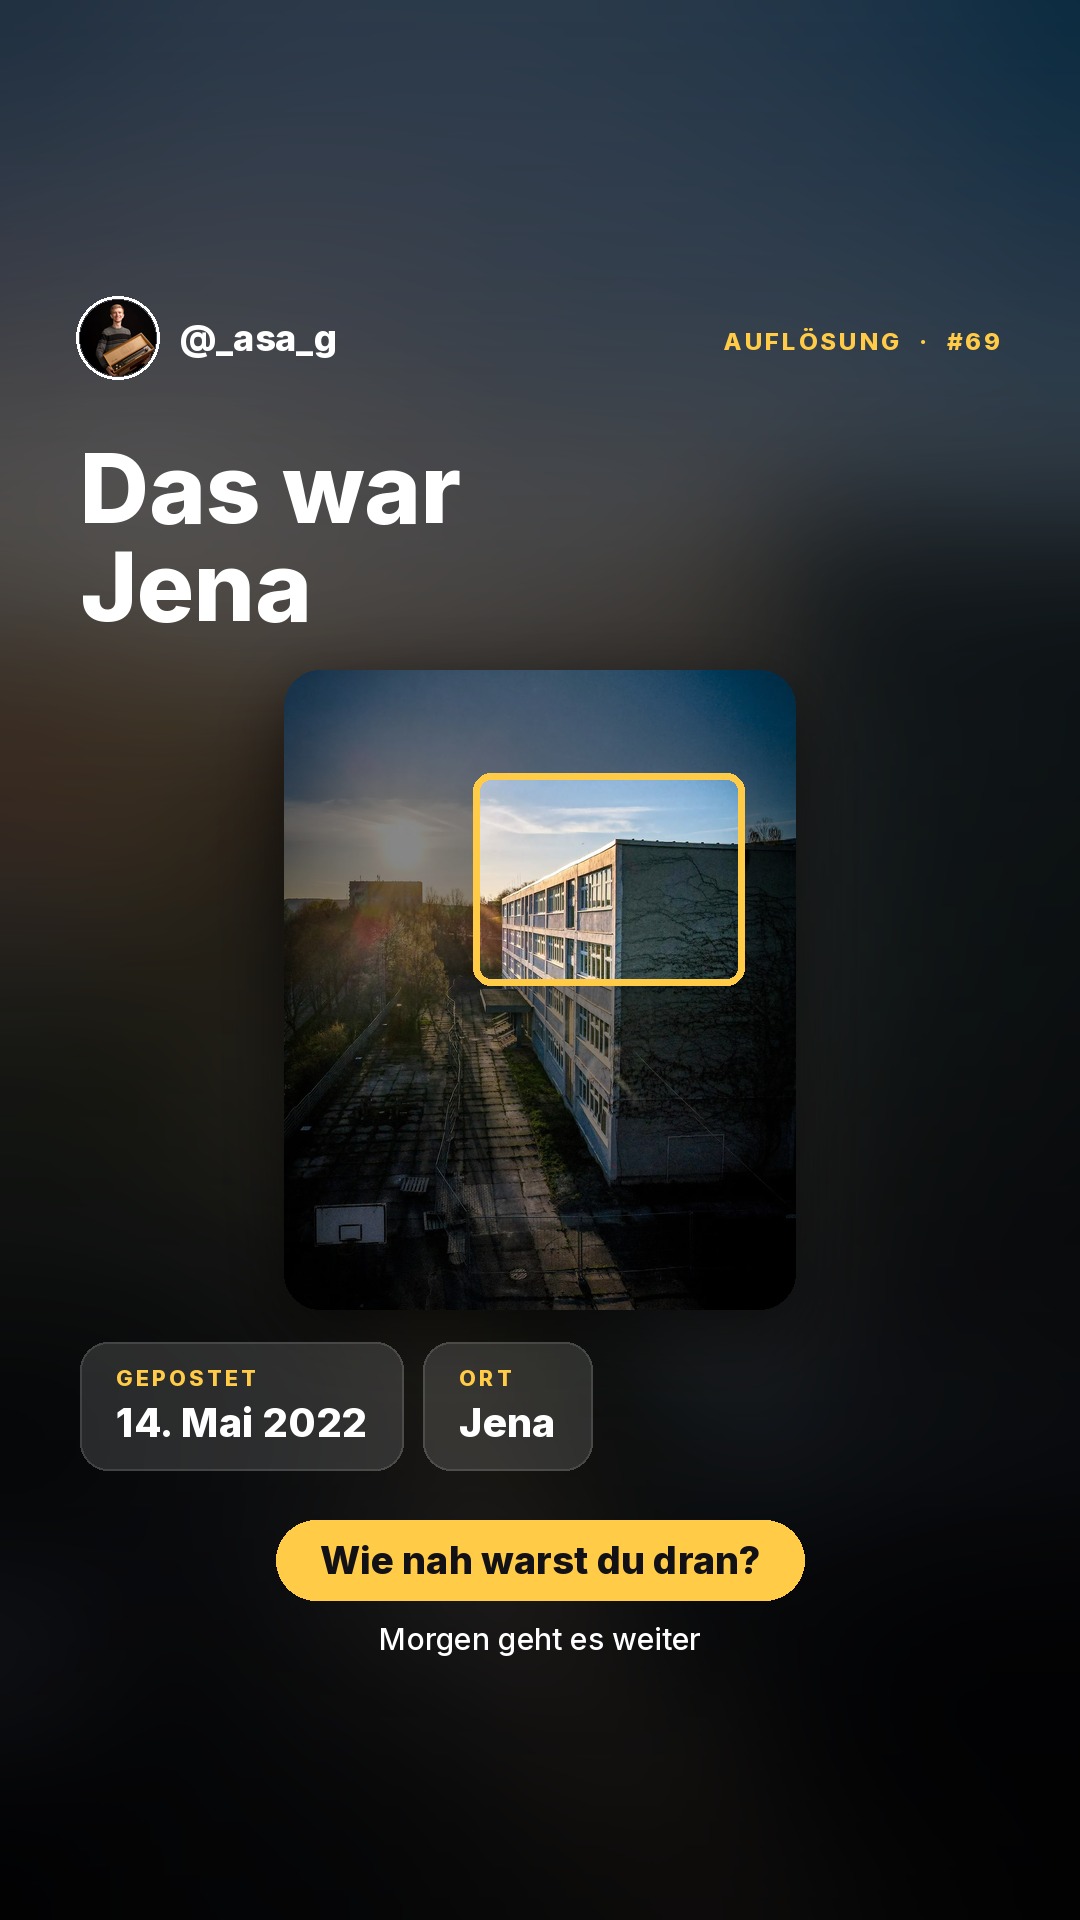 @_asa_g
AUFLÖSUNG · #69
Das war
Jena
GEPOSTET
14. Mai 2022
ORT
Jena
Wie nah warst du dran?
Morgen geht es weiter